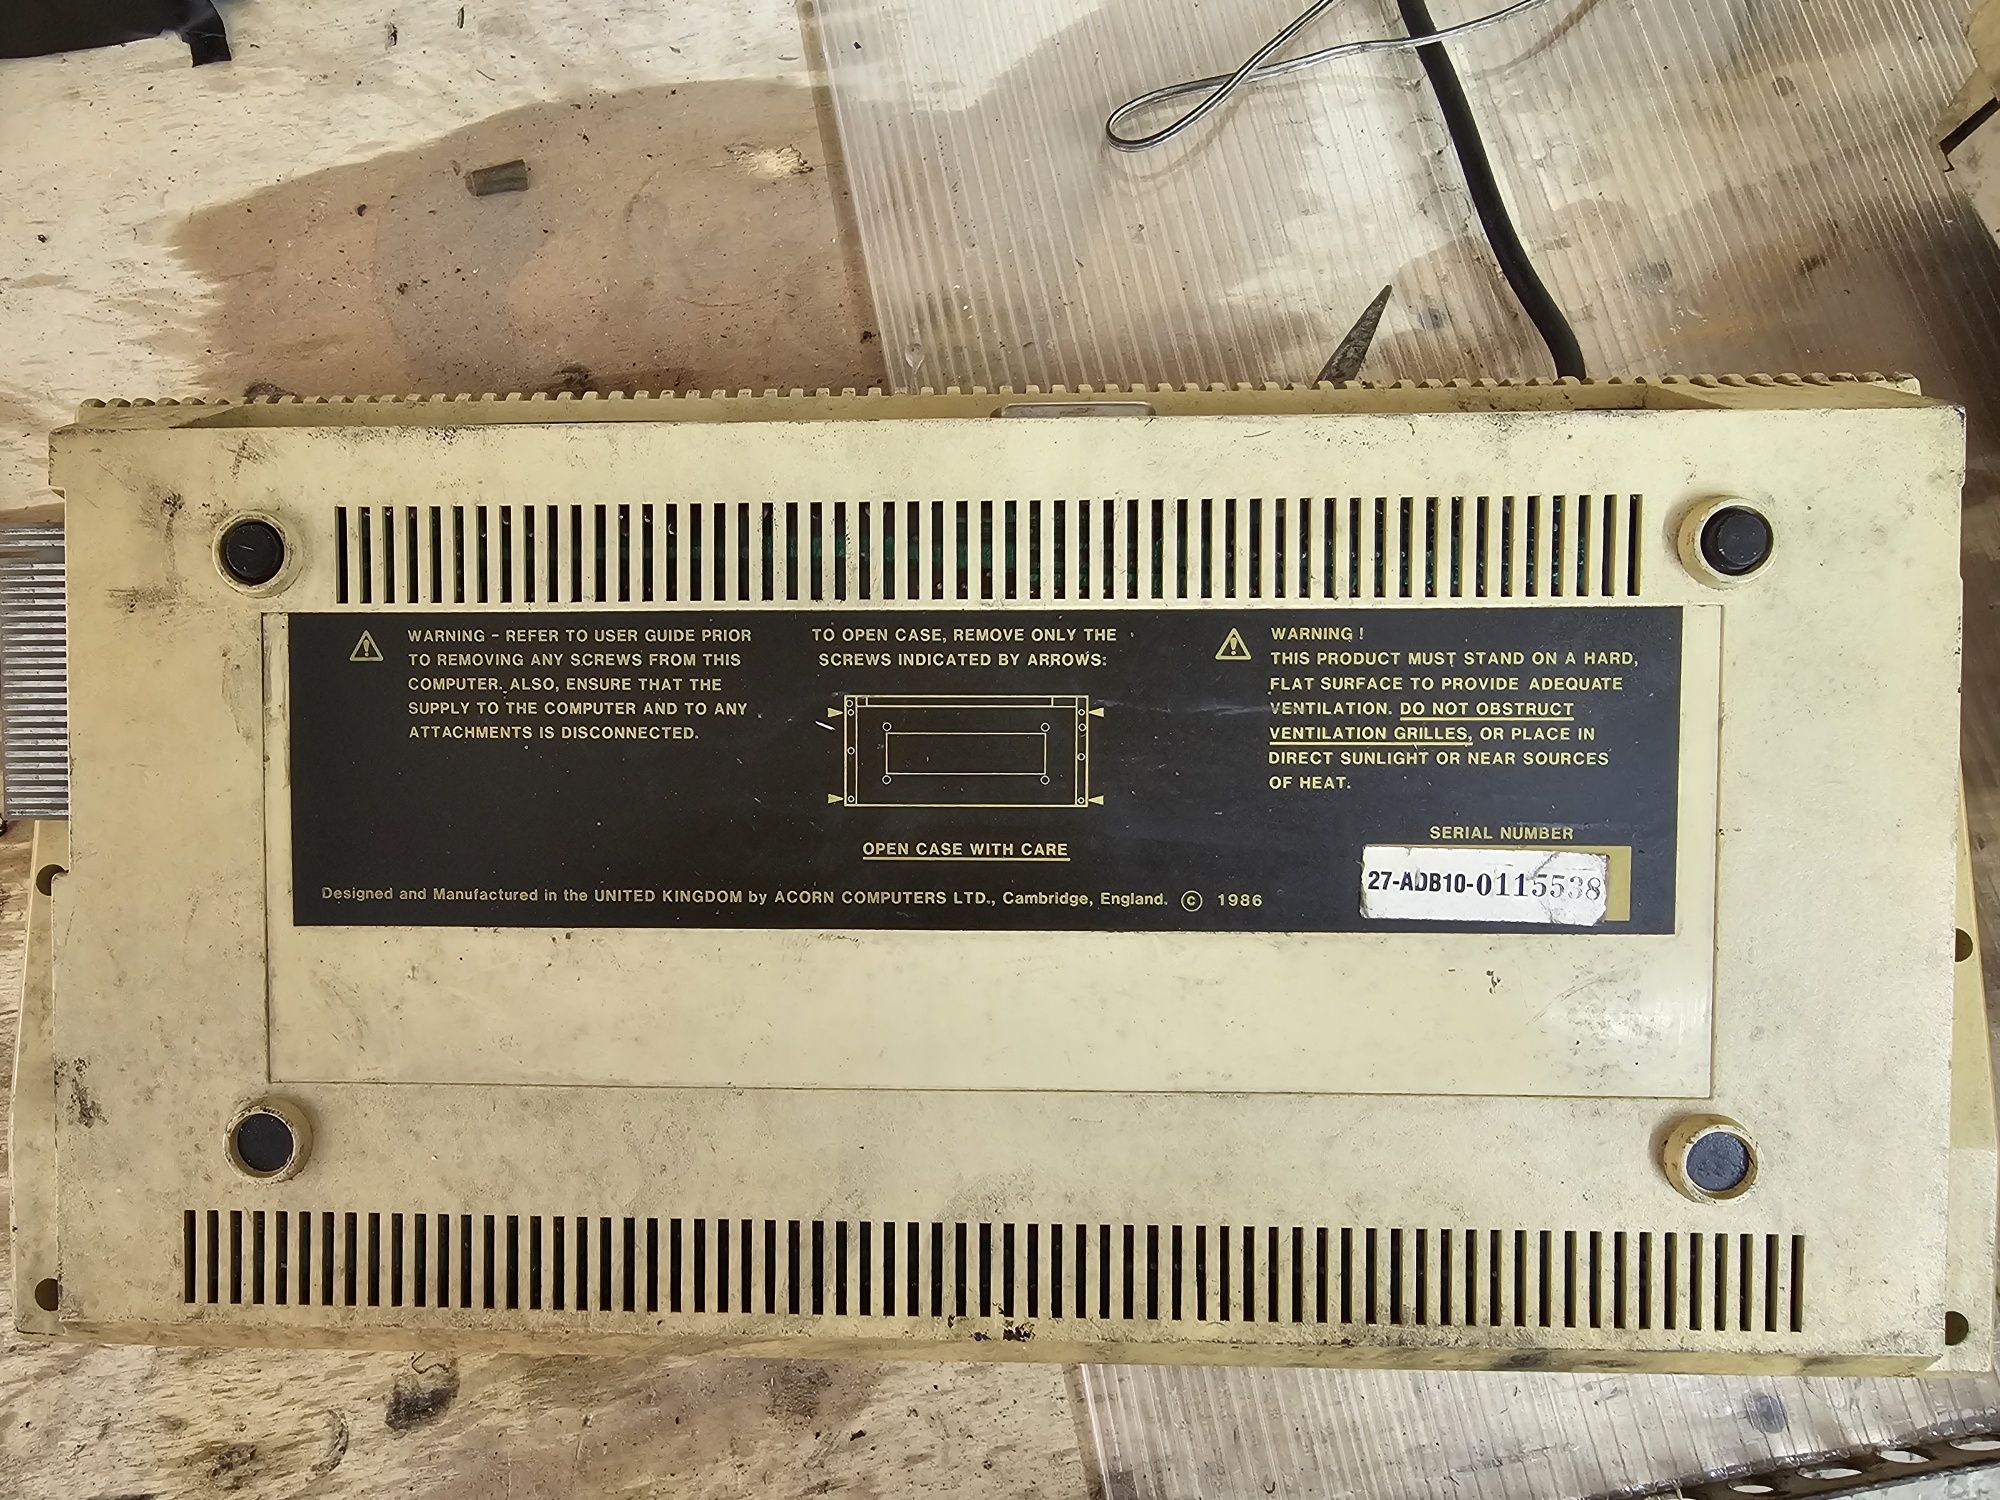 WARNING - REFER TO USER GUIDE PRIOR
TO REMOVING ANY SCREWS FROM THIS
COMPUTER. ALSO, ENSURE THAT THE
SUPPLY TO THE COMPUTER AND TO ANY
ATTACHMENTS IS DISCONNECTED.
TO OPEN CASE, REMOVE ONLY THE
SCREWS INDICATED BY ARROWS:
OPEN CASE WITH CARE
WARNING !
THIS PRODUCT MUST STAND ON A HARD,
FLAT SURFACE TO PROVIDE ADEQUATE
VENTILATION. DO NOT OBSTRUCT
VENTILATION GRILLES, OR PLACE IN
DIRECT SUNLIGHT OR NEAR SOURCES
OF HEAT.
SERIAL NUMBER
27-ADB10-0115538
Designed and Manufactured in the UNITED KINGDOM by ACORN COMPUTERS LTD., Cambridge, England. © 1986